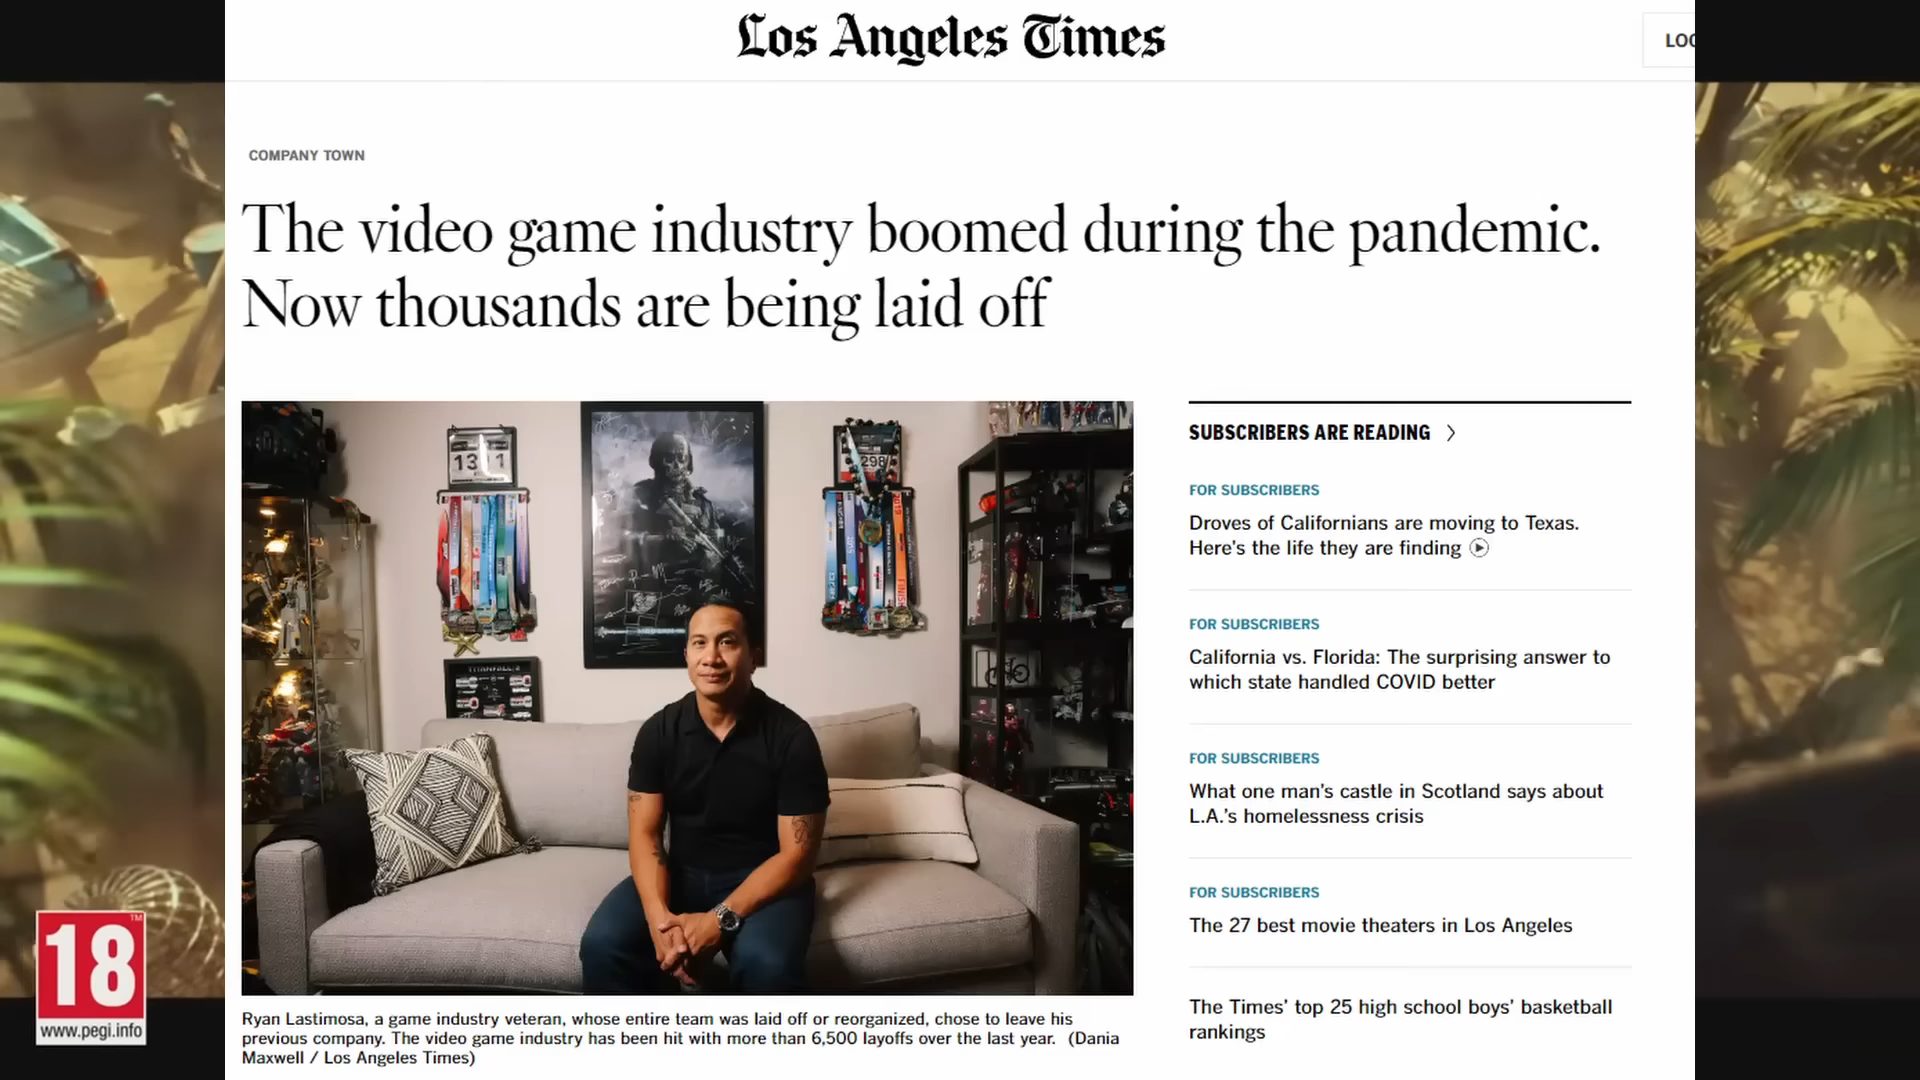 Los Angeles Times
LOG
COMPANY TOWN
The video game industry boomed during the pandemic.
Now thousands are being laid off
SUBSCRIBERS ARE READING
FOR SUBSCRIBERS
Droves of Californians are moving to Texas.
Here's the life they are finding
FOR SUBSCRIBERS
California vs. Florida: The surprising answer to
which state handled COVID better
FOR SUBSCRIBERS
What one man's castle in Scotland says about
L.A.'s homelessness crisis
FOR SUBSCRIBERS
The 27 best movie theaters in Los Angeles
The Times’ top 25 high school boys’ basketball
rankings
TITANFALL 2
Ryan Lastimosa, a game industry veteran, whose entire team was laid off or reorganized, chose to leave his
previous company. The video game industry has been hit with more than 6,500 layoffs over the last year. (Dania
Maxwell / Los Angeles Times)
18 ™
www.pegi.info